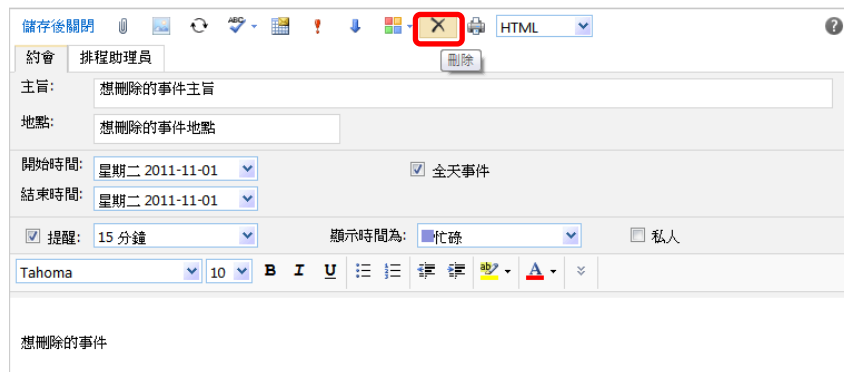 儲存後關閉 ABC HTML ?
約會 排程助理員
刪除
主旨: 想刪除的事件主旨
地點: 想刪除的事件地點
開始時間: 星期二 2011-11-01 全天事件
結束時間: 星期二 2011-11-01
提醒: 15 分鐘 顯示時間為: 忙碌 私人
Tahoma 10 B I U ab A
想刪除的事件